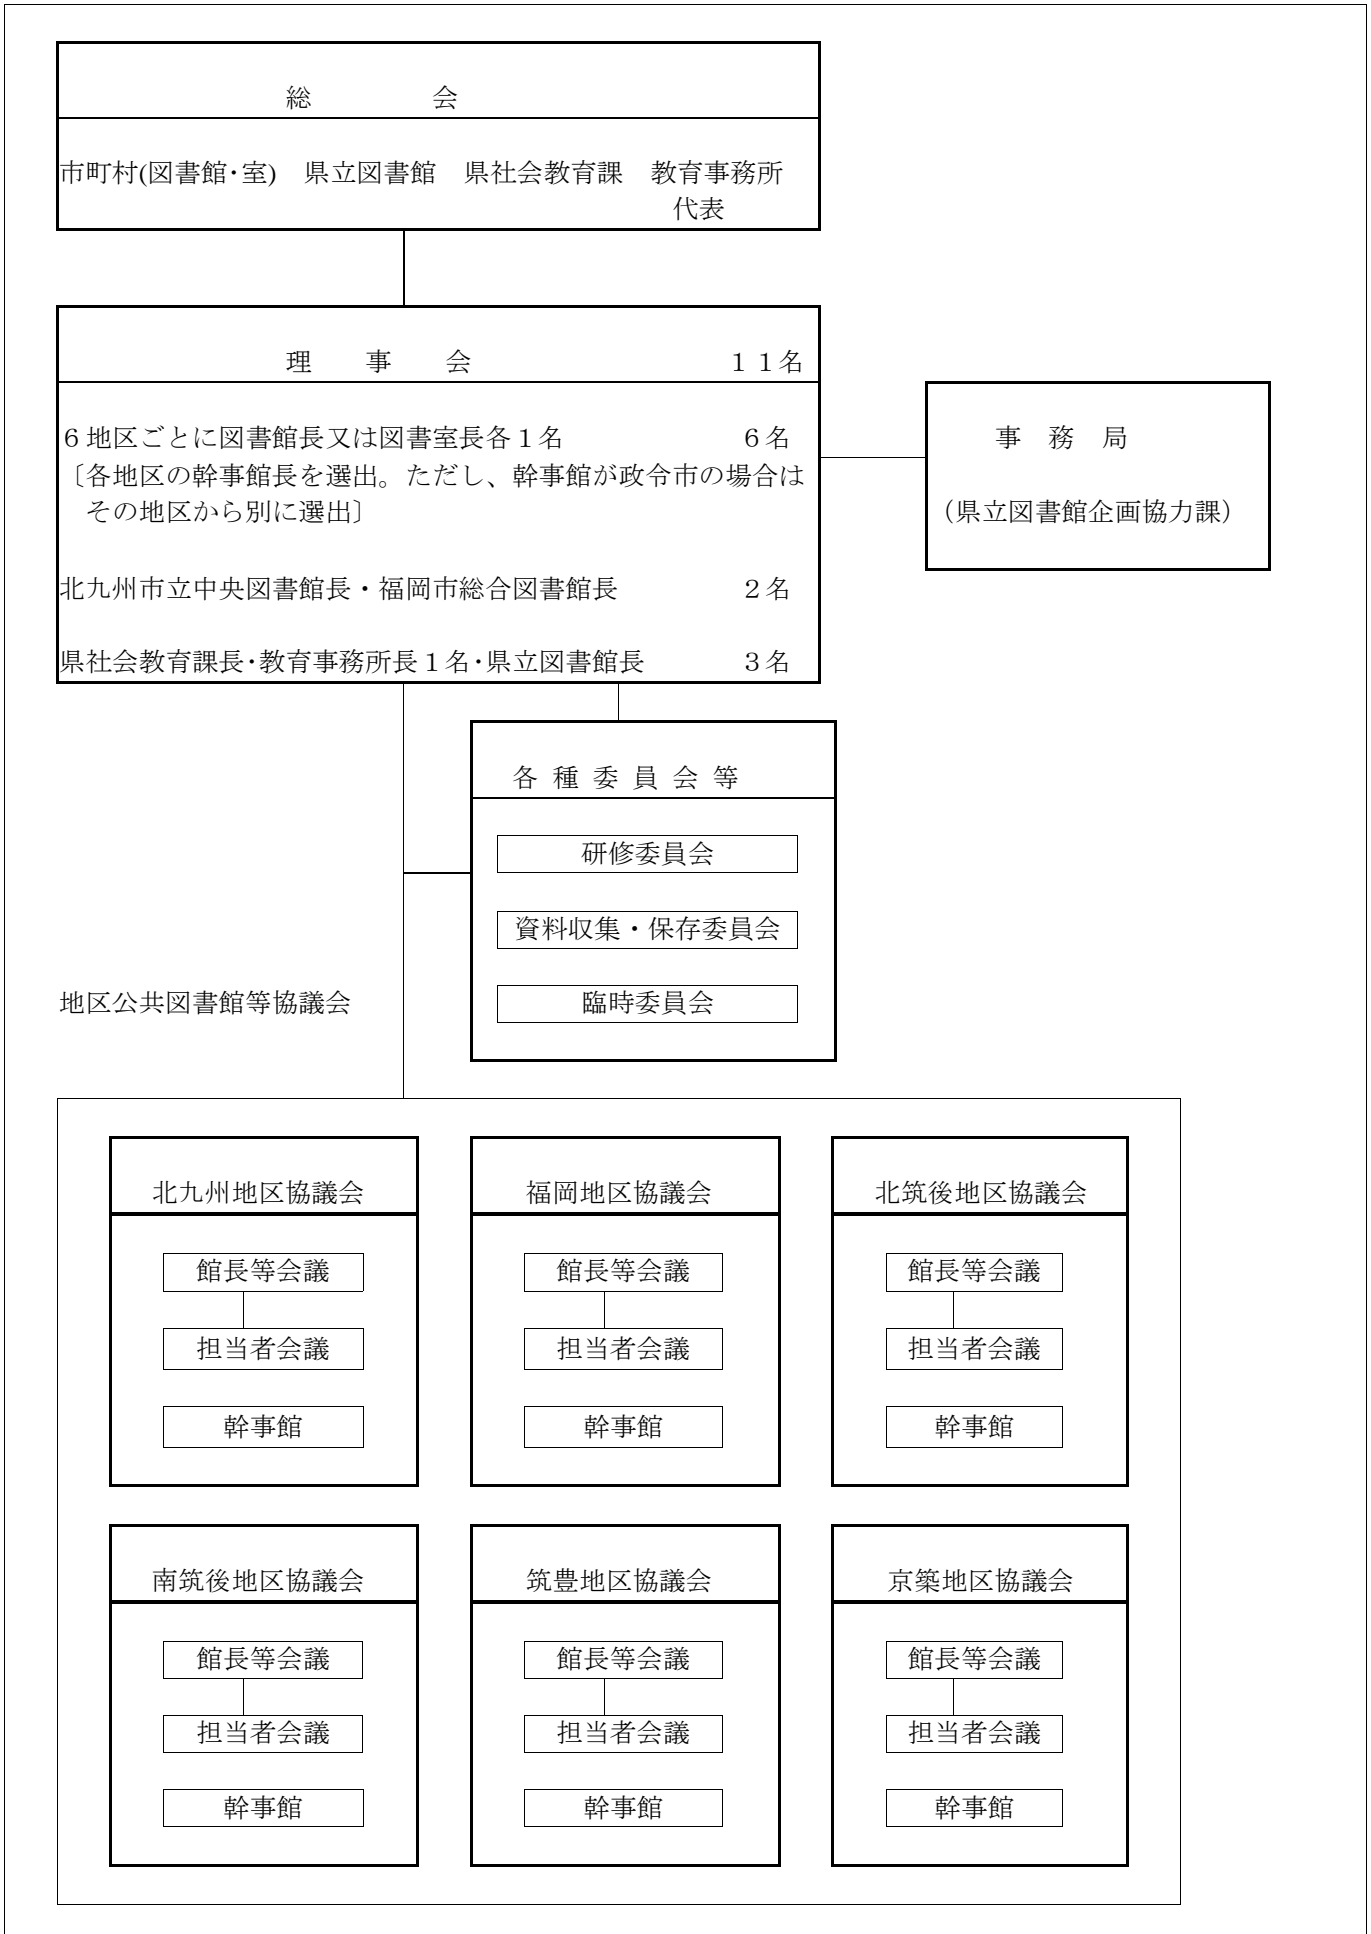 総　　　　会
市町村(図書館・室)　県立図書館　県社会教育課　教育事務所
代表
理　事　会　　　　１１名
６地区ごとに図書館長又は図書室長各１名　　　６名
〔各地区の幹事館長を選出。ただし、幹事館が政令市の場合は
その地区から別に選出〕
北九州市立中央図書館長・福岡市総合図書館長　　　２名
県社会教育課長・教育事務所長１名・県立図書館長　　　３名
事　務　局
（県立図書館企画協力課）
各種委員会等
研修委員会
資料収集・保存委員会
臨時委員会
地区公共図書館等協議会
北九州地区協議会
館長等会議
担当者会議
幹事館
福岡地区協議会
館長等会議
担当者会議
幹事館
北筑後地区協議会
館長等会議
担当者会議
幹事館
南筑後地区協議会
館長等会議
担当者会議
幹事館
筑豊地区協議会
館長等会議
担当者会議
幹事館
京築地区協議会
館長等会議
担当者会議
幹事館